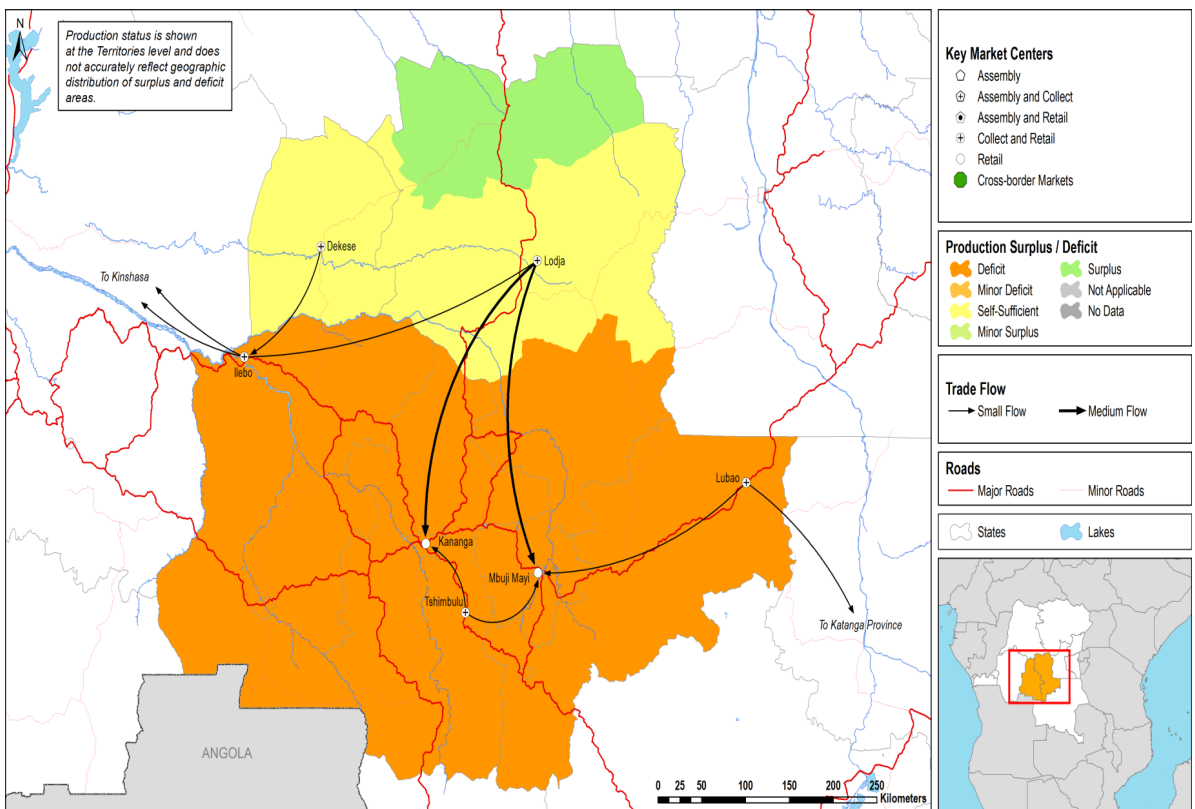 N
Production status is shown
at the Territories level and does
not accurately reflect geographic
distribution of surplus and deficit
areas.
Dekese
Lodja
To Kinshasa
Ilebo
Lubao
Kananga
Mbuji Mayi
Tshimbulu
To Katanga Province
ANGOLA
0 25 50 100 150 200 250
Kilometers
Key Market Centers
Assembly
Assembly and Collect
Assembly and Retail
Collect and Retail
Retail
Cross-border Markets
Production Surplus / Deficit
Deficit
Surplus
Minor Deficit
Not Applicable
Self-Sufficient
No Data
Minor Surplus
Trade Flow
Small Flow
Medium Flow
Roads
Major Roads
Minor Roads
States
Lakes